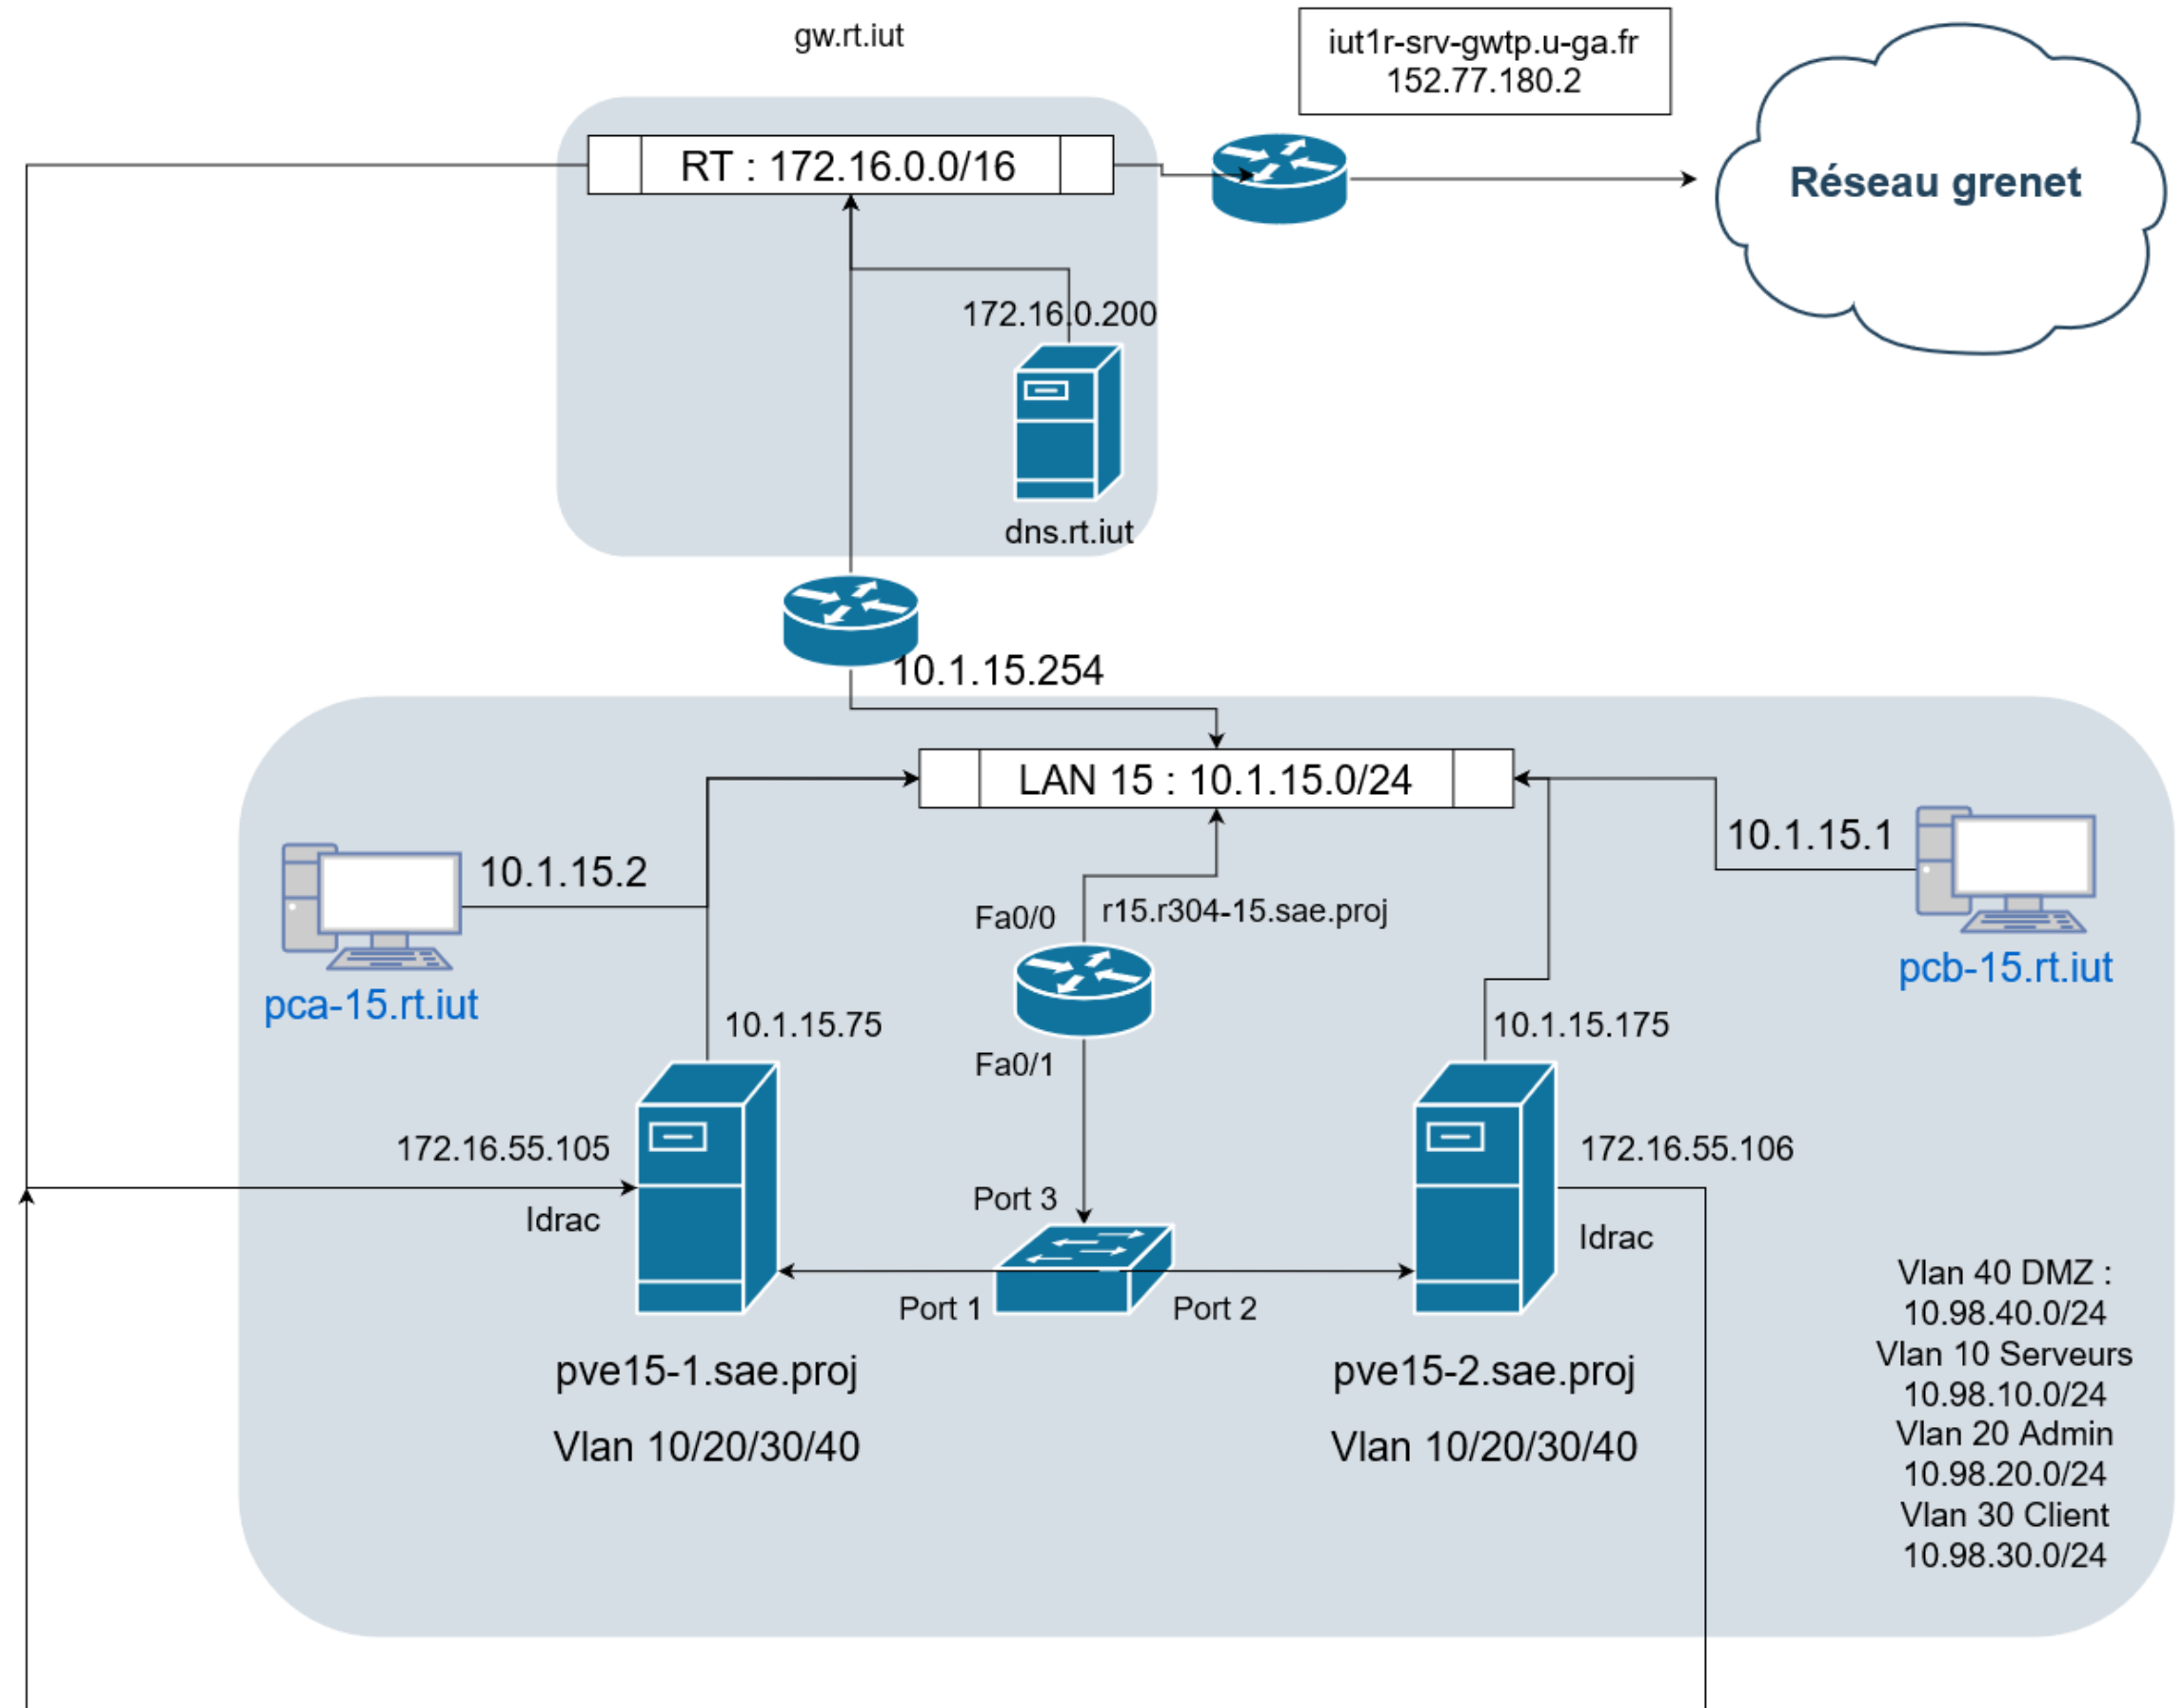 gw.rt.iut
iut1r-srv-gwtp.u-ga.fr
152.77.180.2
RT : 172.16.0.0/16
Réseau grenet
172.16.0.200
dns.rt.iut
10.1.15.254
LAN 15 : 10.1.15.0/24
10.1.15.2
10.1.15.1
Fa0/0
r15.r304-15.sae.proj
pca-15.rt.iut
pcb-15.rt.iut
10.1.15.75
Fa0/1
10.1.15.175
172.16.55.105
172.16.55.106
Idrac
Port 3
Idrac
Port 1
Port 2
pve15-1.sae.proj
Vlan 10/20/30/40
pve15-2.sae.proj
Vlan 10/20/30/40
Vlan 40 DMZ :
10.98.40.0/24
Vlan 10 Serveurs
10.98.10.0/24
Vlan 20 Admin
10.98.20.0/24
Vlan 30 Client
10.98.30.0/24